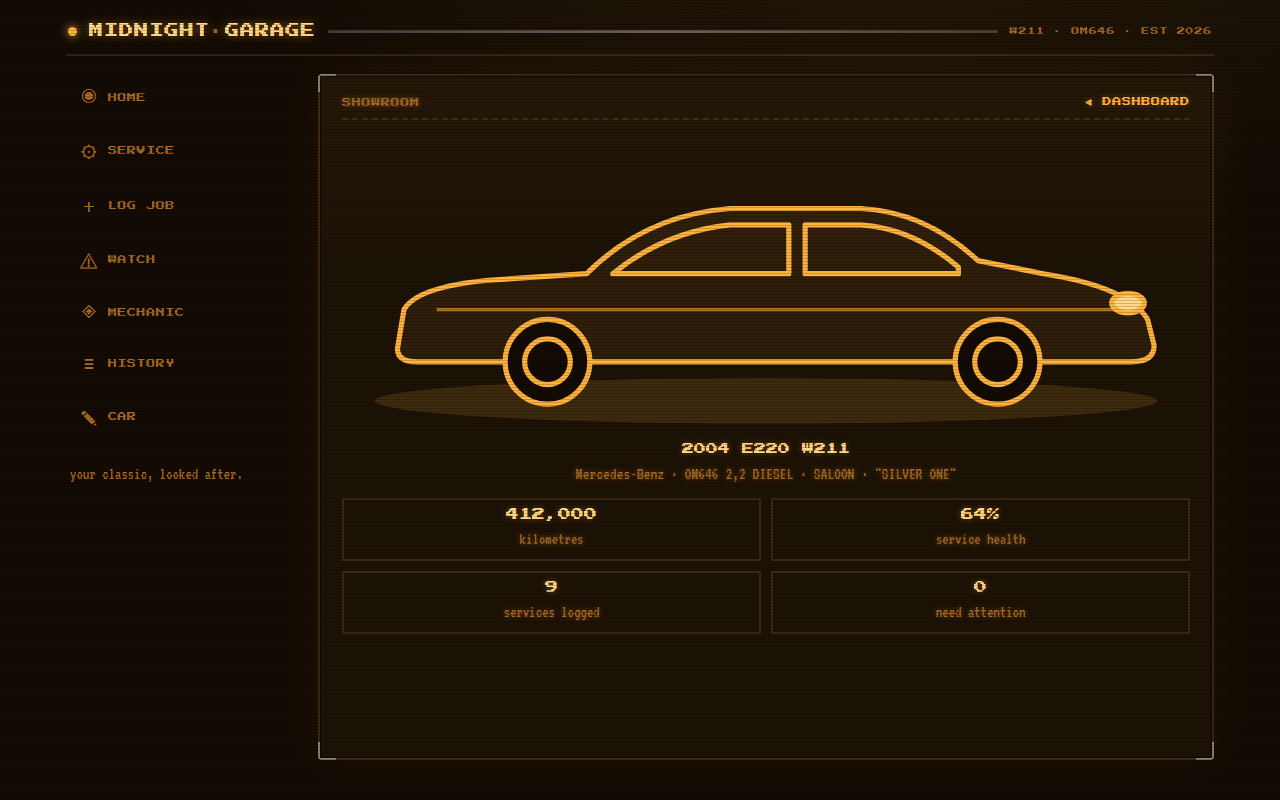 MIDNIGHT·GARAGE
W211 · OM646 · EST 2026
HOME
SERVICE
LOG JOB
WATCH
MECHANIC
HISTORY
CAR
your classic, looked after.
SHOWROOM
◂ DASHBOARD
2004 E220 W211
Mercedes-Benz · OM646 2,2 DIESEL · SALOON · "SILVER ONE"
412,000
kilometres
64%
service health
9
services logged
0
need attention